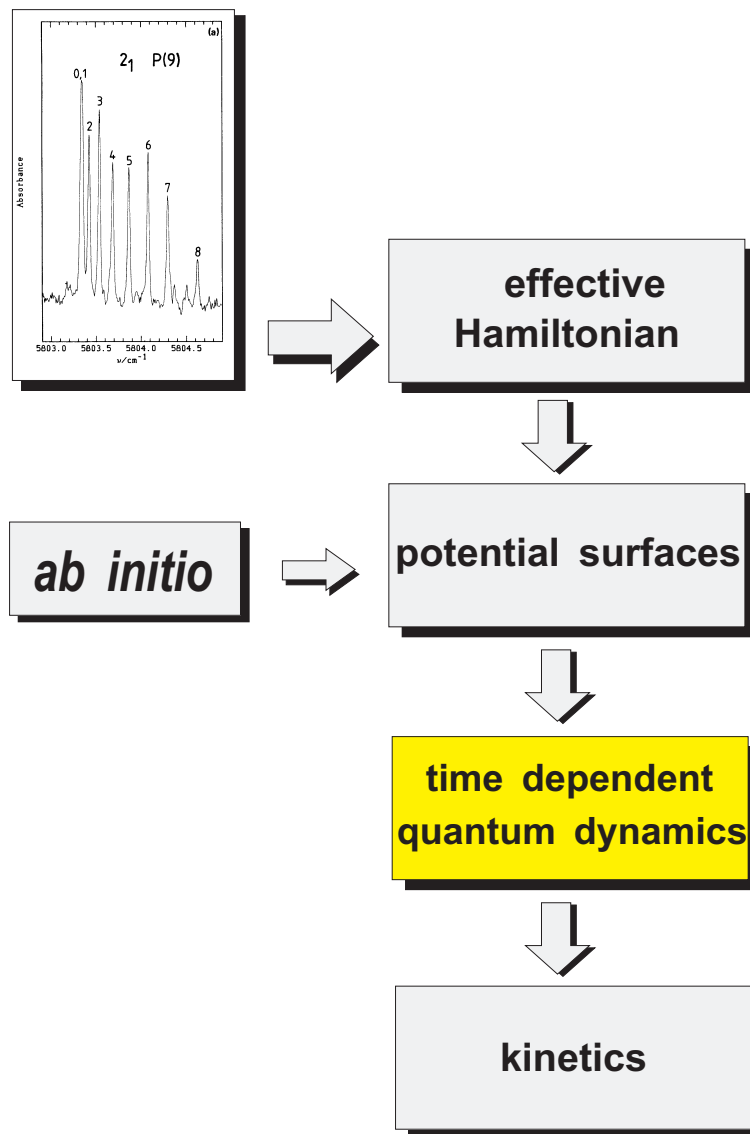 (a)
2₁ P(9)
0,1
3
2
4
5
6
7
8
Absorbance
5803.0 5803.5 5804.0 5804.5
ν/cm⁻¹
effective
Hamiltonian
ab initio
potential surfaces
time dependent
quantum dynamics
kinetics